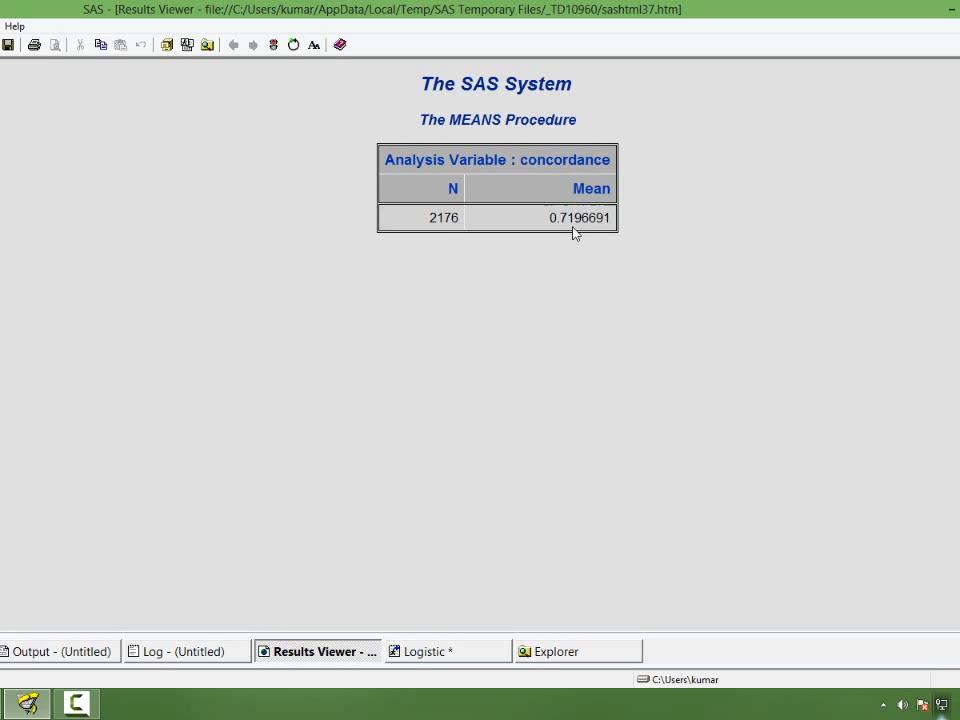 SAS - [Results Viewer - file://C:/Users/kumar/AppData/Local/Temp/SAS Temporary Files/_TD10960/sashtml37.htm]
Help
The SAS System
The MEANS Procedure
Analysis Variable : concordance
N Mean
2176 0.7196691
Output - (Untitled) Log - (Untitled) Results Viewer - ... Logistic * Explorer
C:\Users\kumar